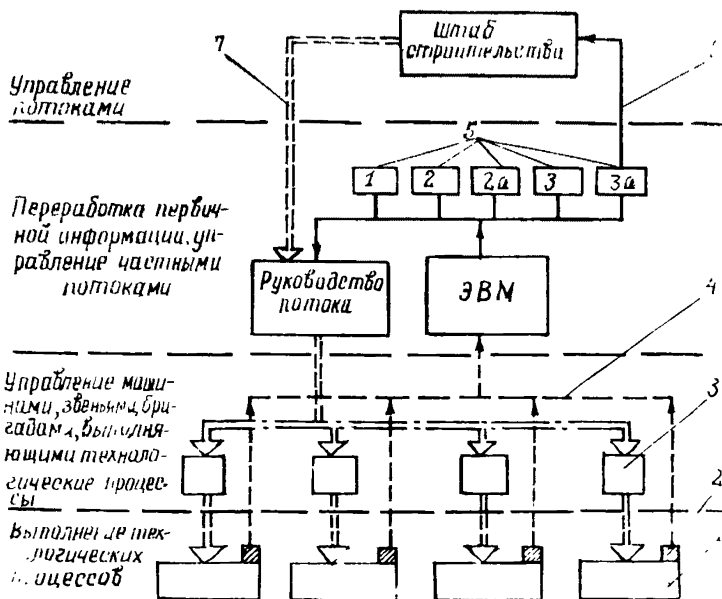 7
Штаб
строительства
Управление
потоками
5
1 2 2а 3 3а
Переработка первич-
ной информации, уп-
равление частными
потоками
Руководство
потока
ЭВМ
4
Управление маши-
нами, звеньями, бри-
гадами, выполня-
ющими техноло-
гические процес-
сы
3
2
Выполнение тех-
нологических
процессов